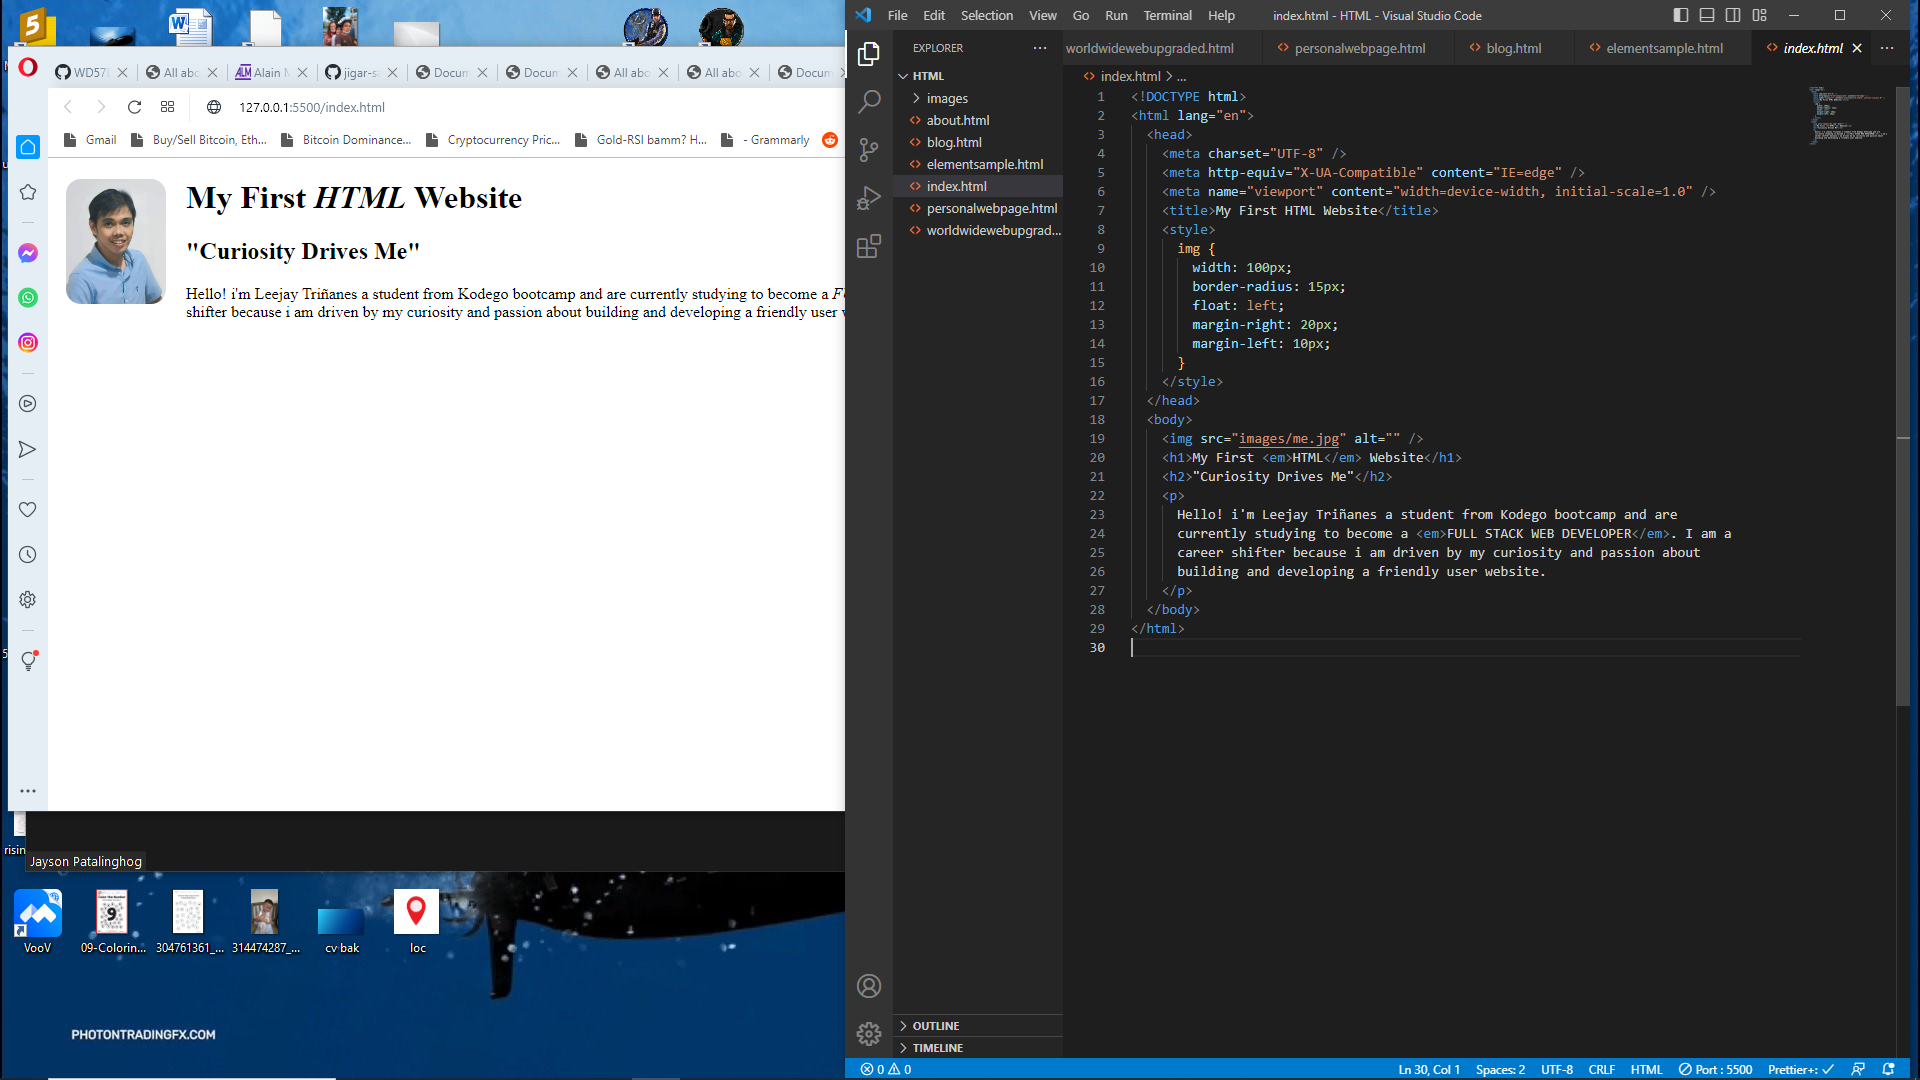 WD57
All abo
Alain M
jigar-s
Docum
Docum
All abo
All abo
Docum
127.0.0.1:5500/index.html
Gmail
Buy/Sell Bitcoin, Eth...
Bitcoin Dominance...
Cryptocurrency Pric...
Gold-RSI bamm? H...
- Grammarly
My First HTML Website
"Curiosity Drives Me"
Hello! i'm Leejay Triñanes a student from Kodego bootcamp and are currently studying to become a
shifter because i am driven by my curiosity and passion about building and developing a friendly user
risin
Jayson Patalinghog
VooV
09-Colorin...
304761361_...
314474287_...
cv bak
loc
PHOTONTRADINGFX.COM
File Edit Selection View Go Run Terminal Help
index.html - HTML - Visual Studio Code
EXPLORER
HTML
images
about.html
blog.html
elementsample.html
index.html
personalwebpage.html
worldwidewebupgrad...
OUTLINE
TIMELINE
worldwidewebupgraded.html
personalwebpage.html
blog.html
elementsample.html
index.html
index.html > ...
1 <!DOCTYPE html>
2 <html lang="en">
3 <head>
4 <meta charset="UTF-8" />
5 <meta http-equiv="X-UA-Compatible" content="IE=edge" />
6 <meta name="viewport" content="width=device-width, initial-scale=1.0" />
7 <title>My First HTML Website</title>
8 <style>
9 img {
10 width: 100px;
11 border-radius: 15px;
12 float: left;
13 margin-right: 20px;
14 margin-left: 10px;
15 }
16 </style>
17 </head>
18 <body>
19 <img src="images/me.jpg" alt="" />
20 <h1>My First <em>HTML</em> Website</h1>
21 <h2>"Curiosity Drives Me"</h2>
22 <p>
23 Hello! i'm Leejay Triñanes a student from Kodego bootcamp and are
24 currently studying to become a <em>FULL STACK WEB DEVELOPER</em>. I am a
25 career shifter because i am driven by my curiosity and passion about
26 building and developing a friendly user website.
27 </p>
28 </body>
29 </html>
30
0 0
Ln 30, Col 1 Spaces: 2 UTF-8 CRLF HTML Port : 5500 Prettier+: